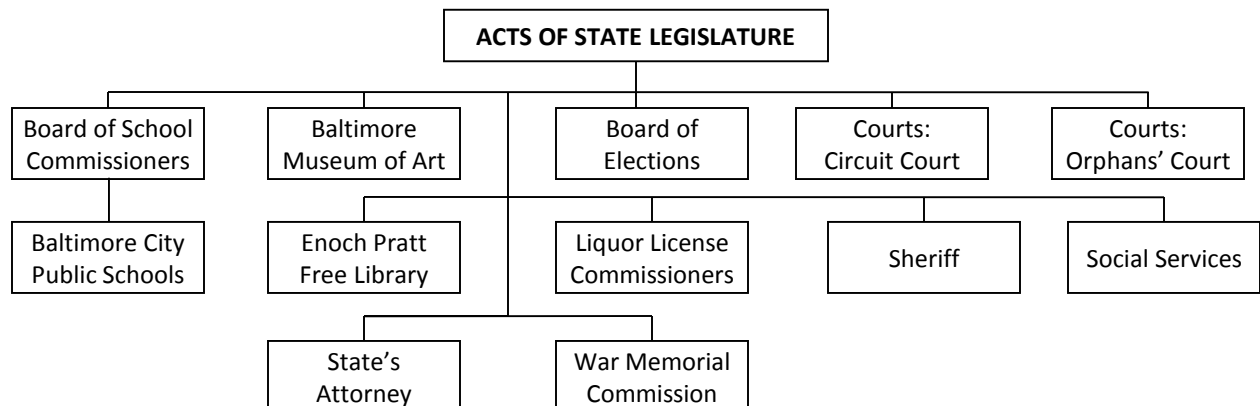 ACTS OF STATE LEGISLATURE
Board of School
Commissioners
Baltimore
Museum of Art
Board of
Elections
Courts:
Circuit Court
Courts:
Orphans’ Court
Baltimore City
Public Schools
Enoch Pratt
Free Library
Liquor License
Commissioners
Sheriff
Social Services
State’s
Attorney
War Memorial
Commission